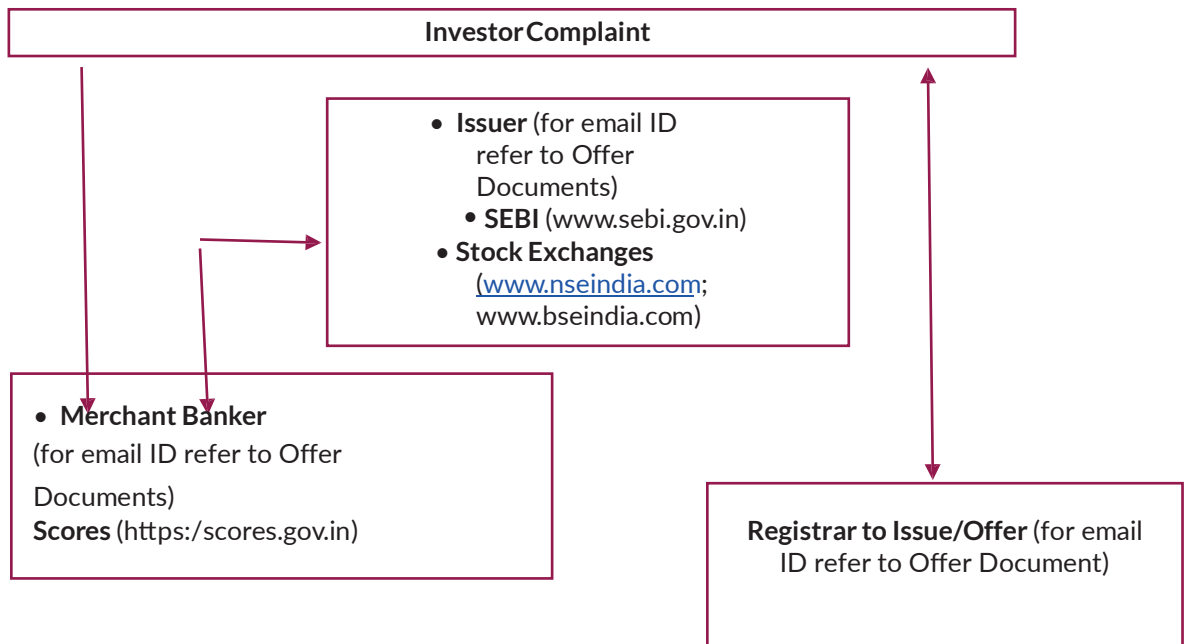 Investor Complaint
• Issuer (for email ID
refer to Offer
Documents)
• SEBI (www.sebi.gov.in)
• Stock Exchanges
(www.nseindia.com;
www.bseindia.com)
• Merchant Banker
(for email ID refer to Offer
Documents)
Scores (https:/scores.gov.in)
Registrar to Issue/Offer (for email
ID refer to Offer Document)